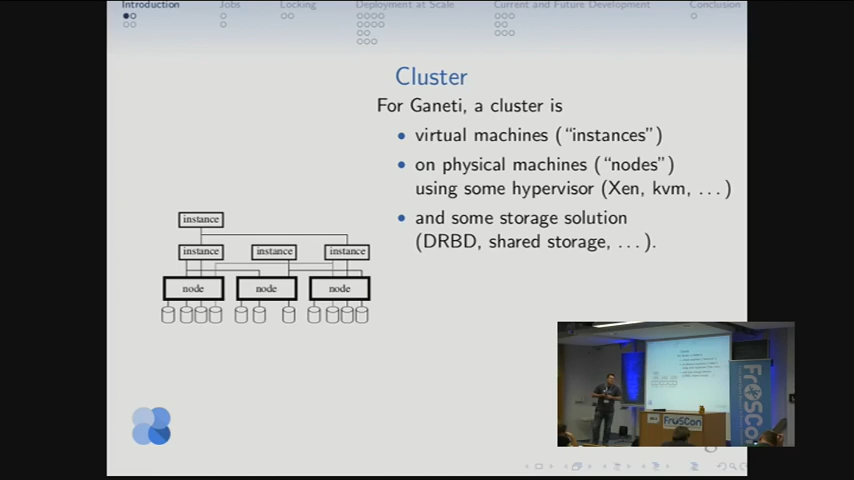 Introduction Jobs Locking Deployment at Scale Current and Future Development Conclusion
Cluster
For Ganeti, a cluster is
• virtual machines (“instances”)
• on physical machines (“nodes”)
using some hypervisor (Xen, kvm, . . . )
• and some storage solution
(DRBD, shared storage, . . . ).
instance
instance instance instance
node node node
FrOSCon
FrOSCon